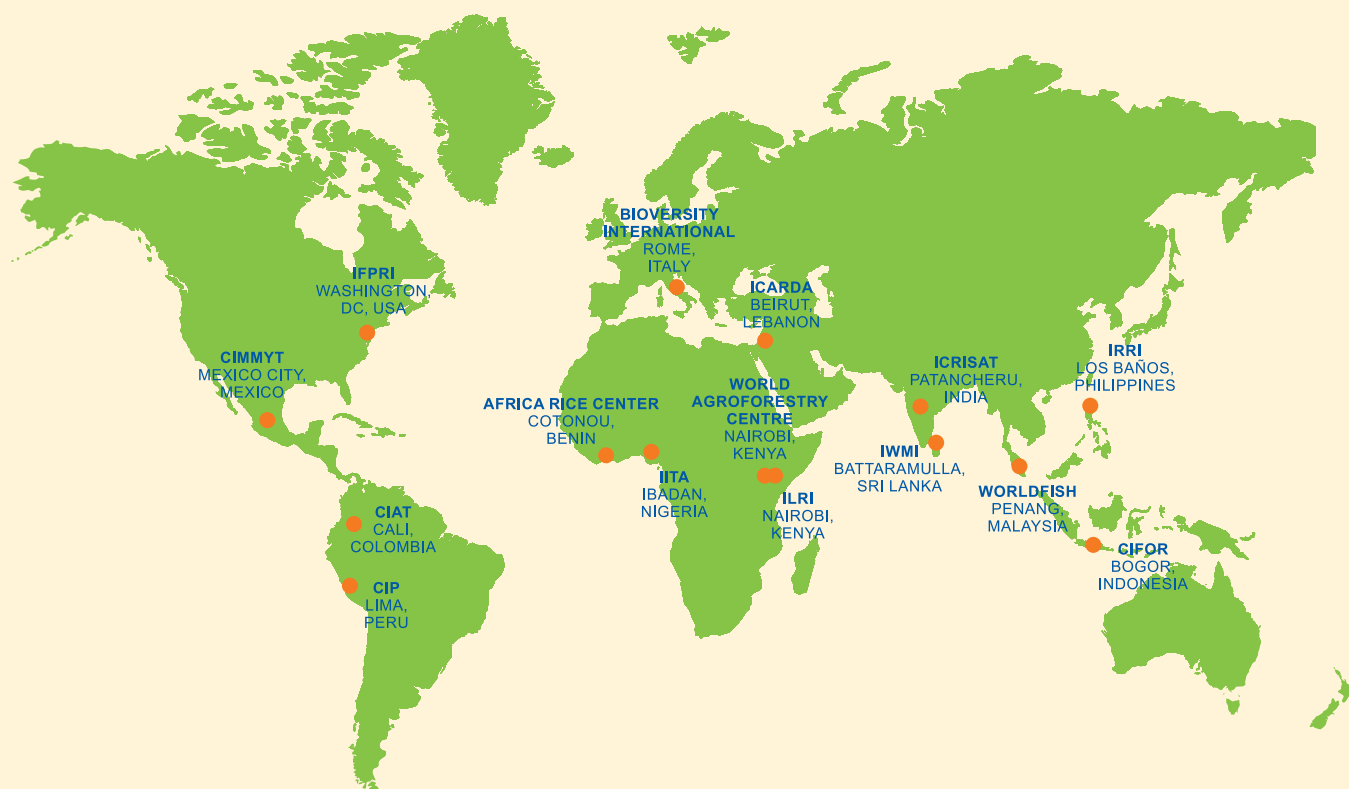 BIOVERSITY
INTERNATIONAL
ROME,
ITALY
IFPRI
WASHINGTON,
DC, USA
ICARDA
BEIRUT,
LEBANON
CIMMYT
MEXICO CITY,
MEXICO
IRRI
LOS BAÑOS,
PHILIPPINES
ICRISAT
PATANCHERU,
INDIA
WORLD
AGROFORESTRY
CENTRE
NAIROBI,
KENYA
AFRICA RICE CENTER
COTONOU,
BENIN
IWMI
BATTARAMULLA,
SRI LANKA
IITA
IBADAN,
NIGERIA
ILRI
NAIROBI,
KENYA
WORLDFISH
PENANG,
MALAYSIA
CIAT
CALI,
COLOMBIA
CIFOR
BOGOR,
INDONESIA
CIP
LIMA,
PERU